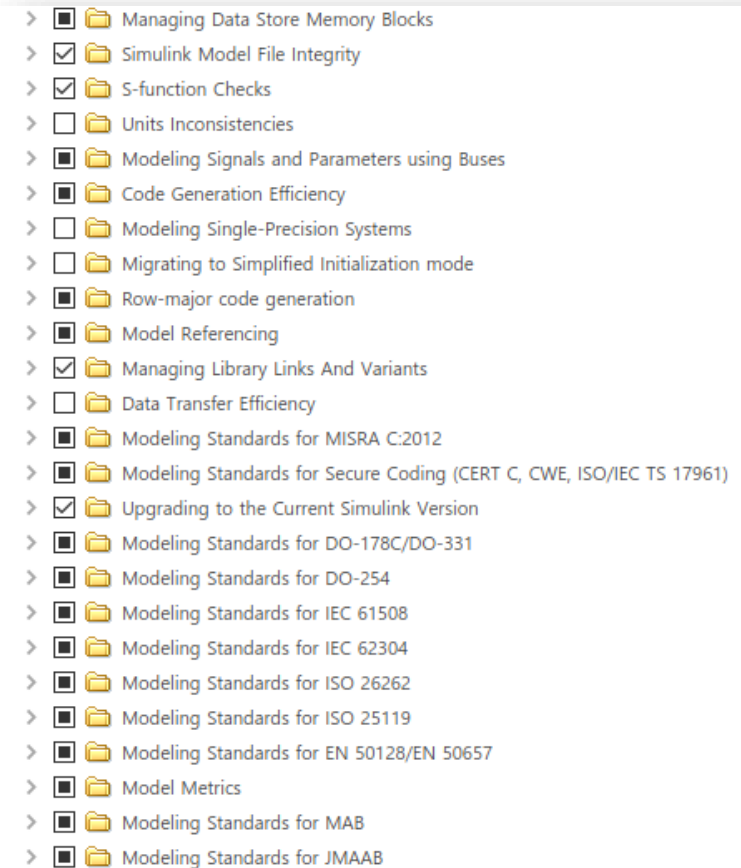 Managing Data Store Memory Blocks
Simulink Model File Integrity
S-function Checks
Units Inconsistencies
Modeling Signals and Parameters using Buses
Code Generation Efficiency
Modeling Single-Precision Systems
Migrating to Simplified Initialization mode
Row-major code generation
Model Referencing
Managing Library Links And Variants
Data Transfer Efficiency
Modeling Standards for MISRA C:2012
Modeling Standards for Secure Coding (CERT C, CWE, ISO/IEC TS 17961)
Upgrading to the Current Simulink Version
Modeling Standards for DO-178C/DO-331
Modeling Standards for DO-254
Modeling Standards for IEC 61508
Modeling Standards for IEC 62304
Modeling Standards for ISO 26262
Modeling Standards for ISO 25119
Modeling Standards for EN 50128/EN 50657
Model Metrics
Modeling Standards for MAB
Modeling Standards for JMAAB